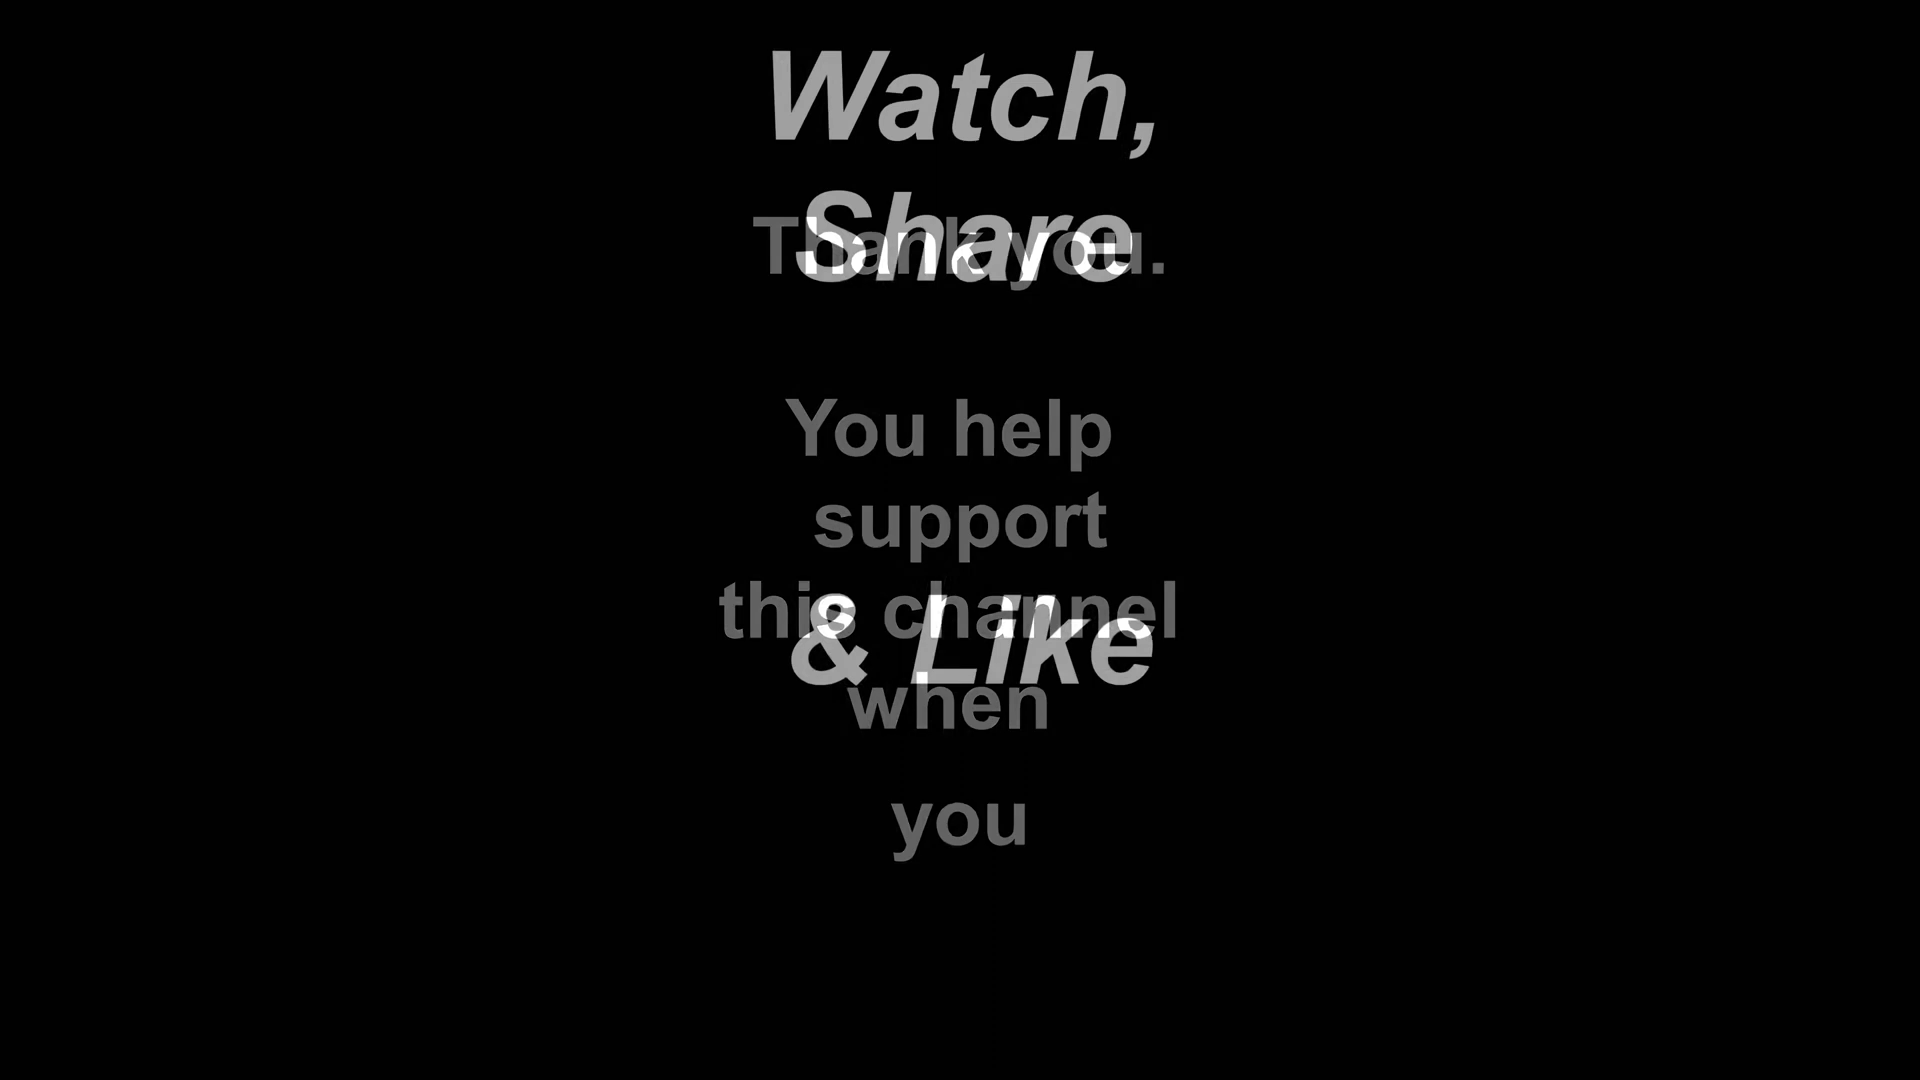 Thank you.
You help
support
this channel
when
you
Watch,
Share
& Like